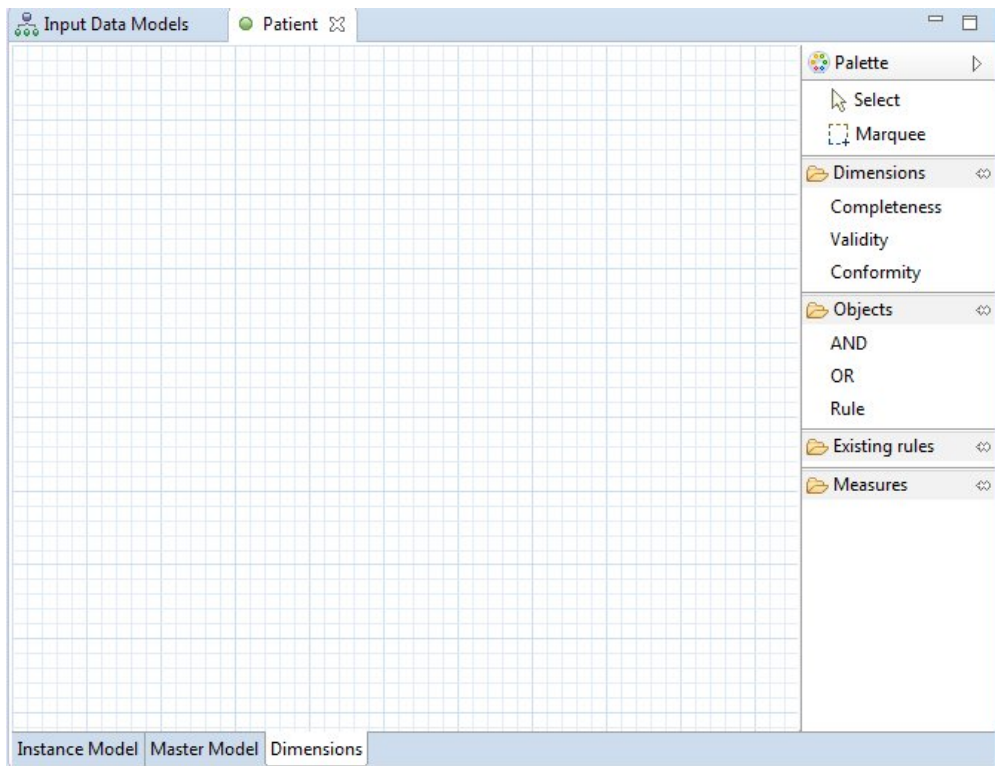 Input Data Models
Patient
Palette
Select
Marquee
Dimensions
Completeness
Validity
Conformity
Objects
AND
OR
Rule
Existing rules
Measures
Instance Model
Master Model
Dimensions